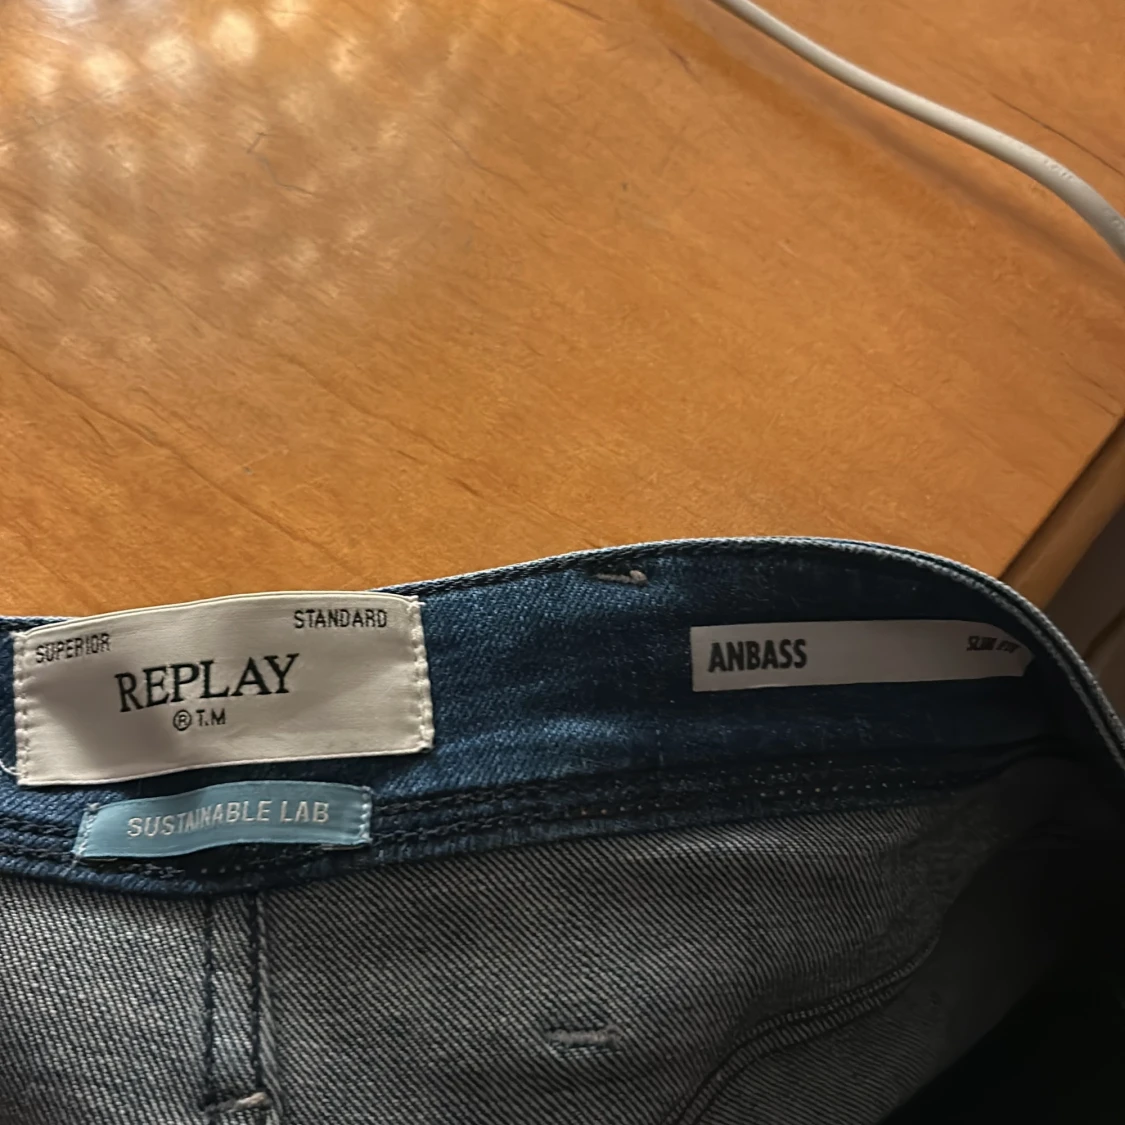 SUPERIOR STANDARD
REPLAY
® T.M
SUSTAINABLE LAB
ANBASS
SLIM FIT